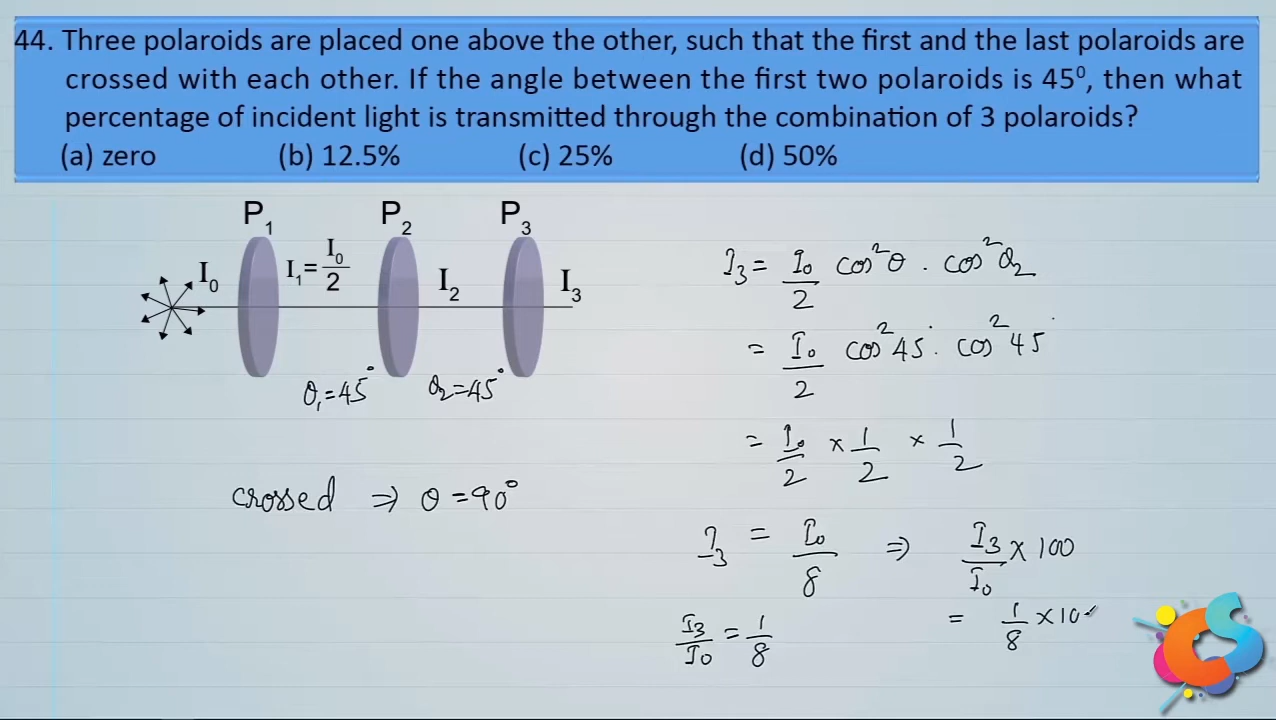 44. Three polaroids are placed one above the other, such that the first and the last polaroids are
crossed with each other. If the angle between the first two polaroids is 45⁰, then what
percentage of incident light is transmitted through the combination of 3 polaroids?
(a) zero (b) 12.5% (c) 25% (d) 50%
P₁ P₂ P₃
I₀ I₁ = I₀/2 I₂ I₃
θ₁ = 45° θ₂ = 45°
crossed ⇒ θ = 90°
I₃ = I₀/2 cos²θ . cos²θ₂
= I₀/2 cos²45° . cos²45°
= I₀/2 × 1/2 × 1/2
I₃ = I₀/8 ⇒ I₃/I₀ × 100
I₃/I₀ = 1/8
= 1/8 × 10
CS